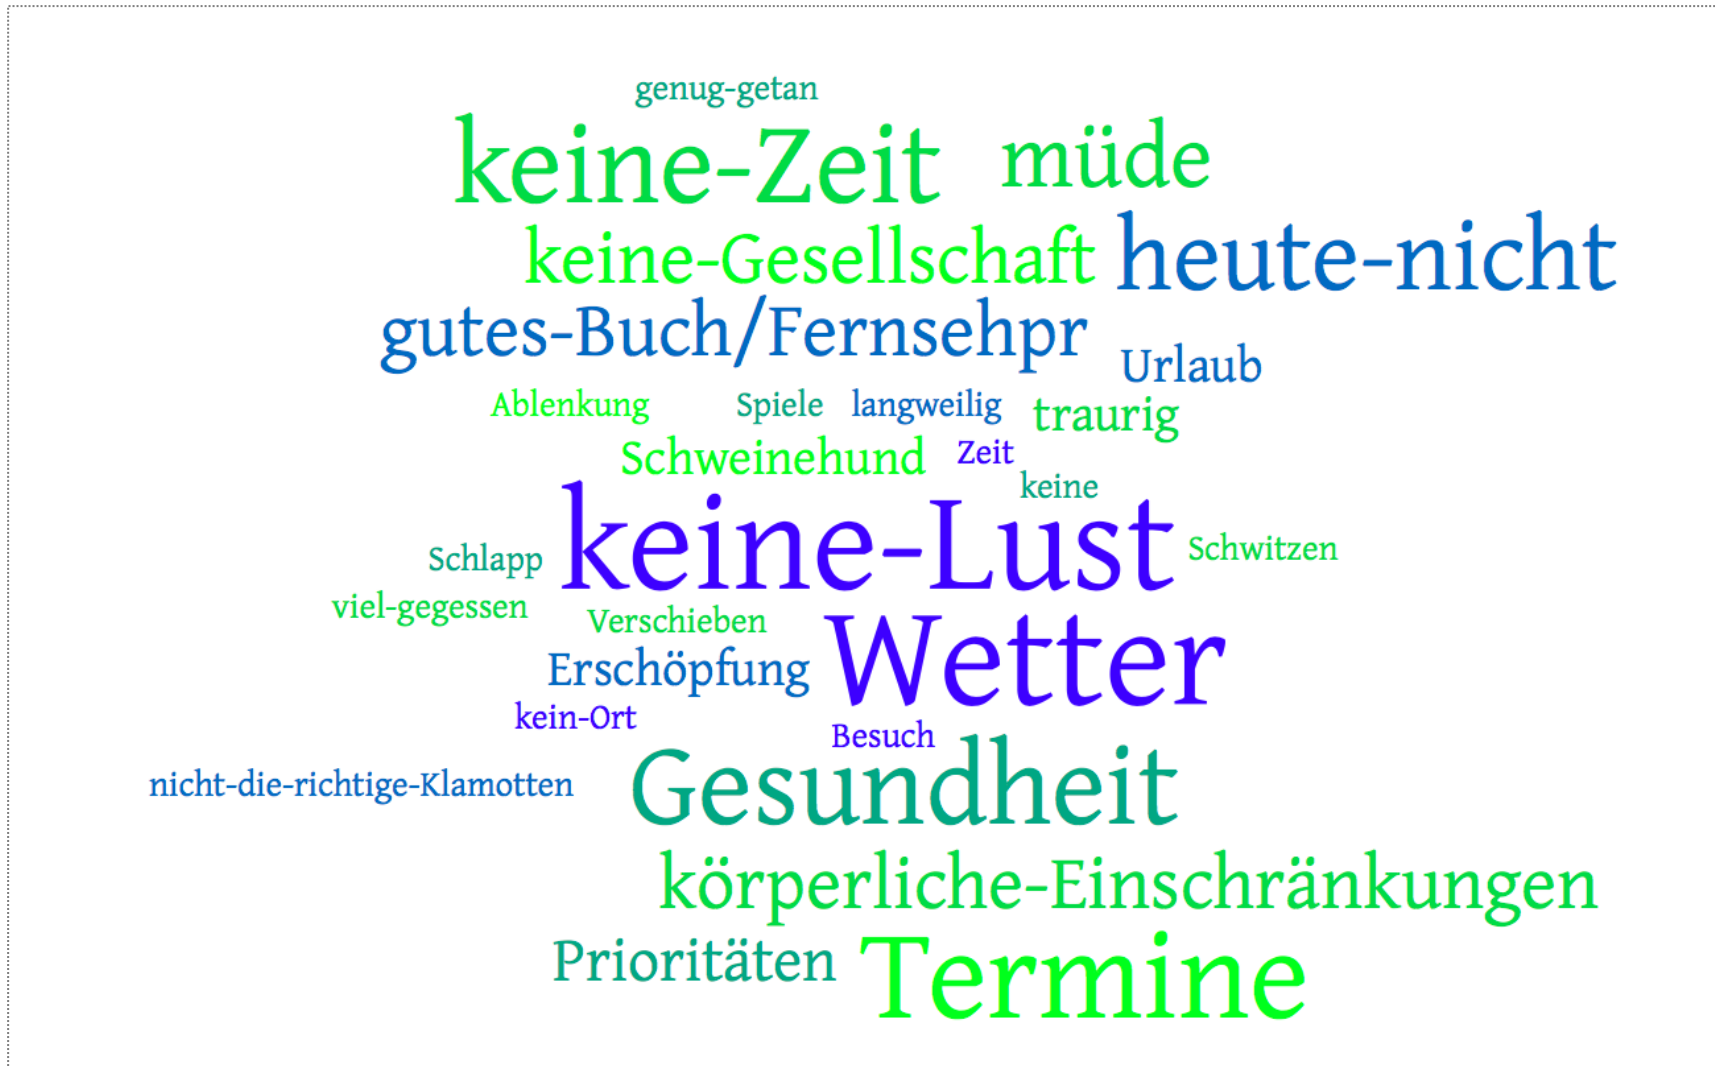 genug-getan
keine-Zeit müde
keine-Gesellschaft heute-nicht
gutes-Buch/Fernsehpr
Urlaub
Ablenkung Spiele langweilig traurig
Schweinehund Zeit
keine
keine-Lust
Schlapp Schwitzen
viel-gegessen Verschieben
Wetter
Erschöpfung
kein-Ort
Besuch
nicht-die-richtige-Klamotten Gesundheit
körperliche-Einschränkungen
Prioritäten Termine